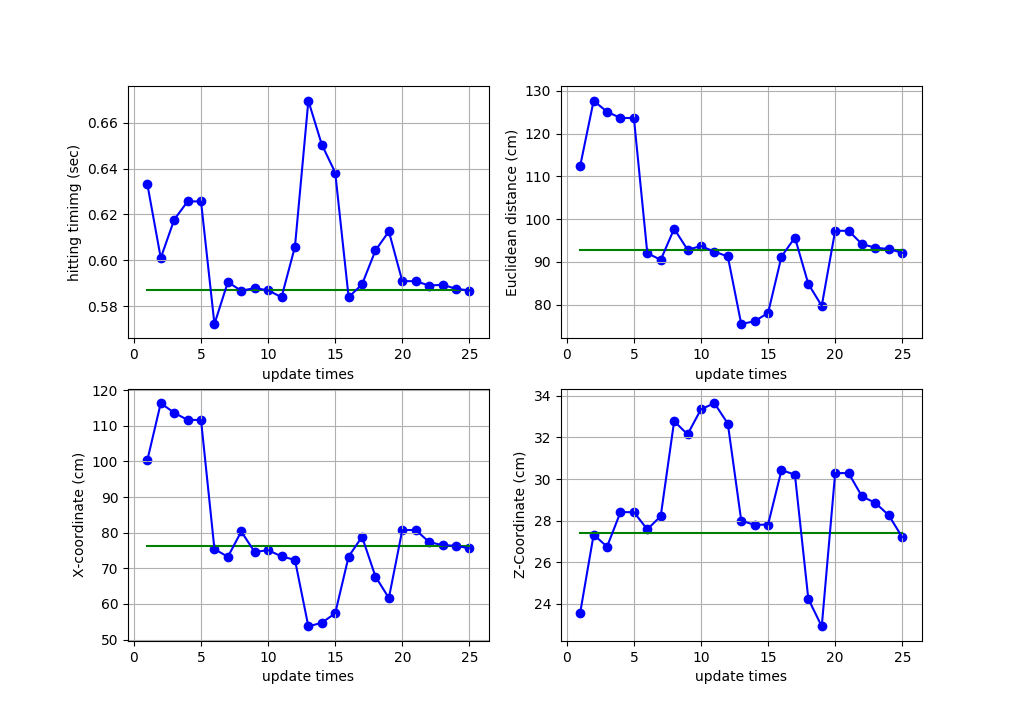 hitting timimg (sec)
0.66
0.64
0.62
0.60
0.58
0 5 10 15 20 25
update times
Euclidean distance (cm)
130
120
110
100
90
80
0 5 10 15 20 25
update times
X-coordinate (cm)
120
110
100
90
80
70
60
50
0 5 10 15 20 25
update times
Z-Coordinate (cm)
34
32
30
28
26
24
0 5 10 15 20 25
update times